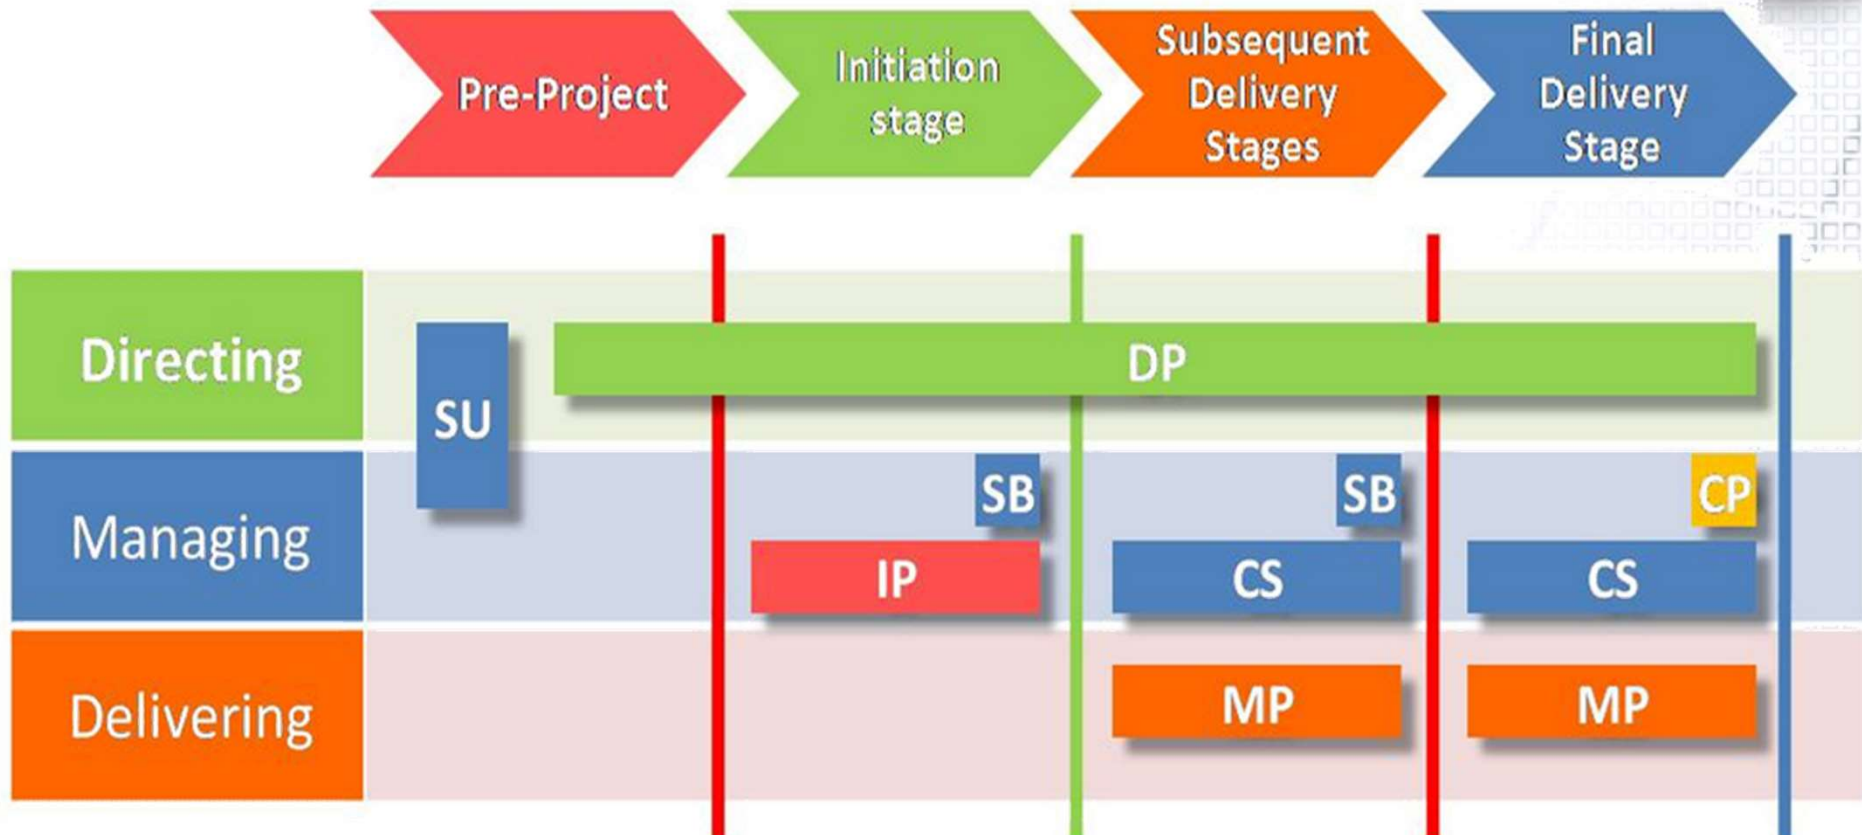 Pre-Project
Initiation
stage
Subsequent
Delivery
Stages
Final
Delivery
Stage
Directing
DP
SU
Managing
SB
SB
CP
IP
CS
CS
Delivering
MP
MP